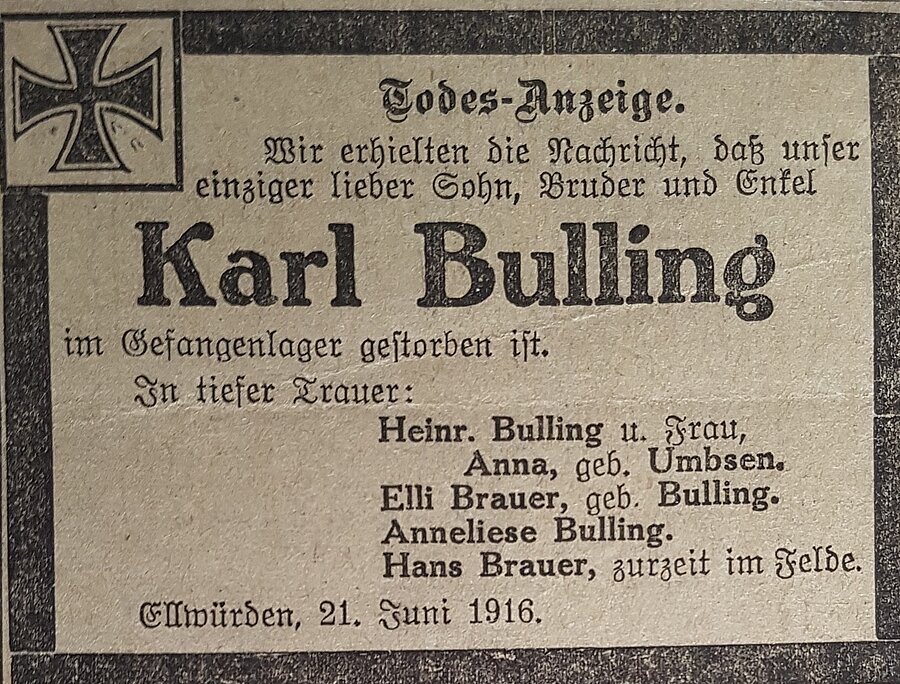 Todes-Anzeige.
Wir erhielten die Nachricht, daß unser
einziger lieber Sohn, Bruder und Enkel
Karl Bulling
im Gefangenlager gestorben ist.
In tiefer Trauer:
Heinr. Bulling u. Frau,
Anna, geb. Umbsen.
Elli Brauer, geb. Bulling.
Anneliese Bulling.
Hans Brauer, zurzeit im Felde.
Ellwürden, 21. Juni 1916.